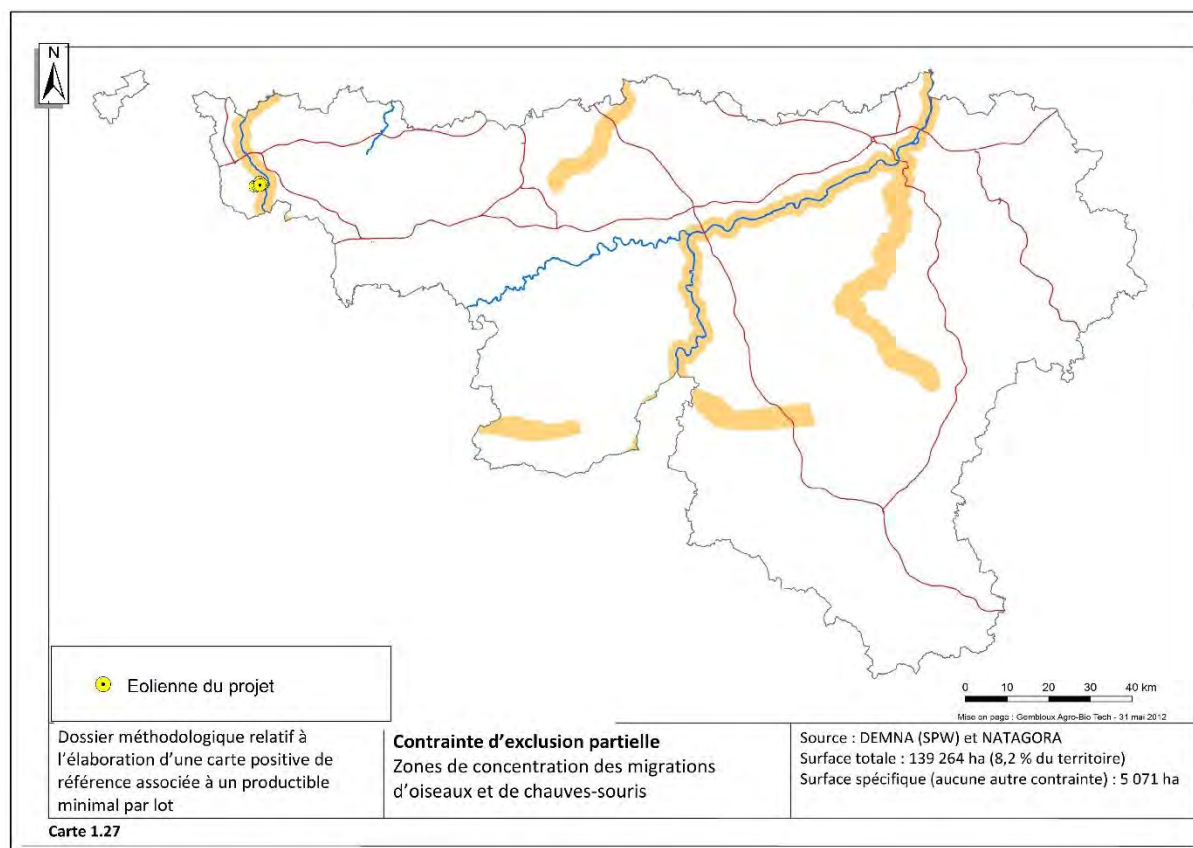 N
Eolienne du projet
0 10 20 30 40 km
Mise en page : Gembloux Agro-Bio Tech - 31 mai 2012
Dossier méthodologique relatif à
l'élaboration d'une carte positive de
référence associée à un productible
minimal par lot
Contrainte d'exclusion partielle
Zones de concentration des migrations
d'oiseaux et de chauves-souris
Source : DEMNA (SPW) et NATAGORA
Surface totale : 139 264 ha (8,2 % du territoire)
Surface spécifique (aucune autre contrainte) : 5 071 ha
Carte 1.27